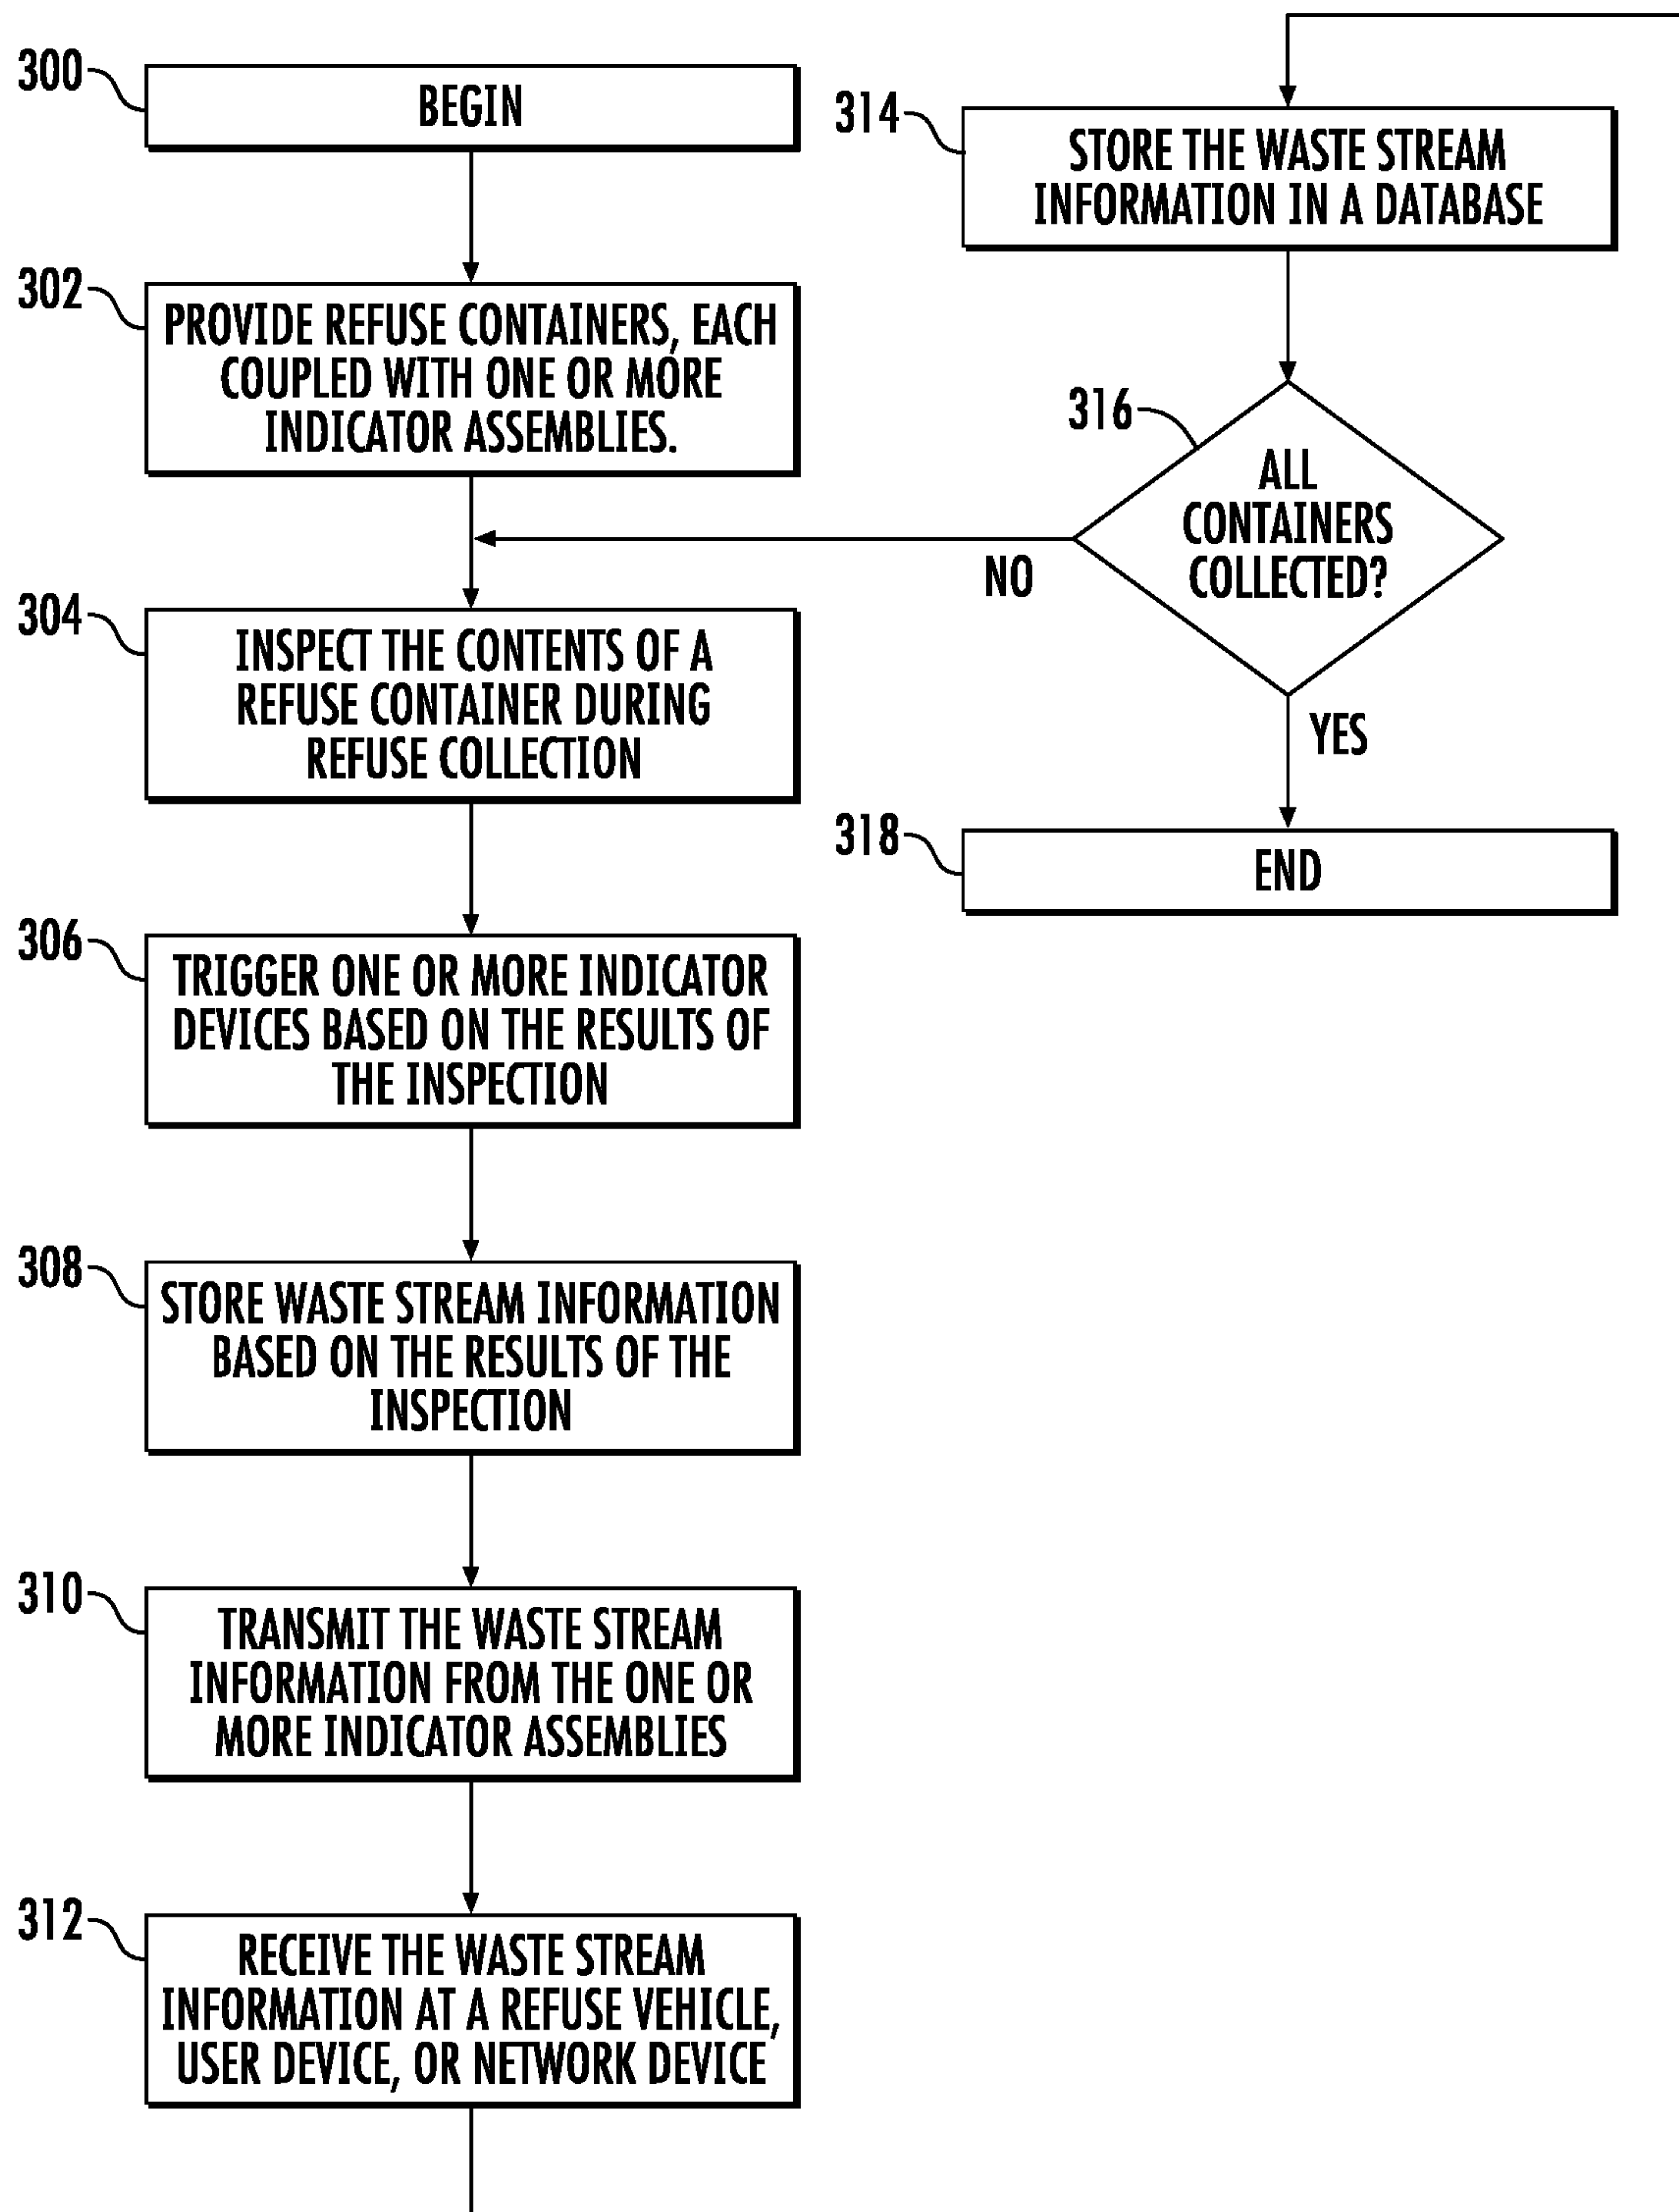 300
BEGIN
302
PROVIDE REFUSE CONTAINERS, EACH
COUPLED WITH ONE OR MORE
INDICATOR ASSEMBLIES.
304
INSPECT THE CONTENTS OF A
REFUSE CONTAINER DURING
REFUSE COLLECTION
306
TRIGGER ONE OR MORE INDICATOR
DEVICES BASED ON THE RESULTS OF
THE INSPECTION
308
STORE WASTE STREAM INFORMATION
BASED ON THE RESULTS OF THE
INSPECTION
310
TRANSMIT THE WASTE STREAM
INFORMATION FROM THE ONE OR
MORE INDICATOR ASSEMBLIES
312
RECEIVE THE WASTE STREAM
INFORMATION AT A REFUSE VEHICLE,
USER DEVICE, OR NETWORK DEVICE
314
STORE THE WASTE STREAM
INFORMATION IN A DATABASE
316
ALL
CONTAINERS
COLLECTED?
NO
YES
318
END